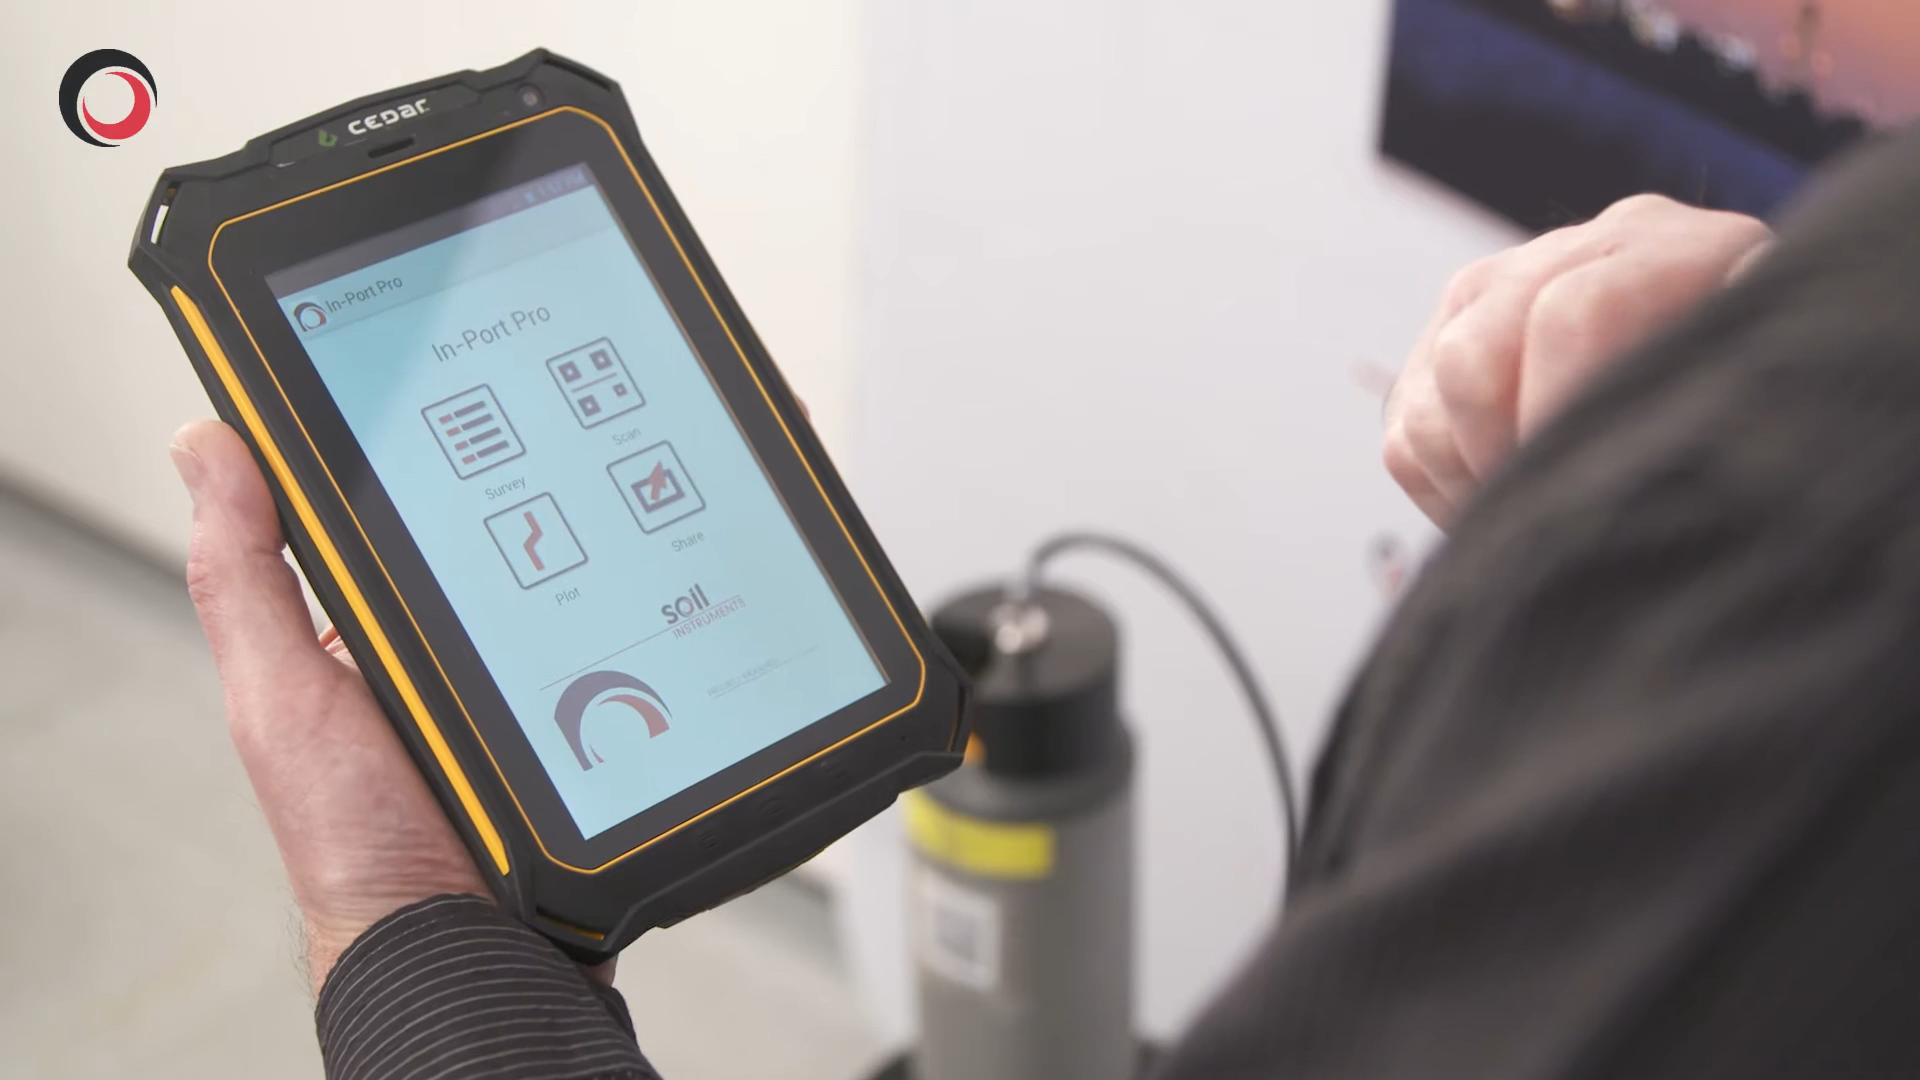 CEDAR
In-Port Pro
In-Port Pro
Survey
Scan
Plot
Share
soil
INSTRUMENTS